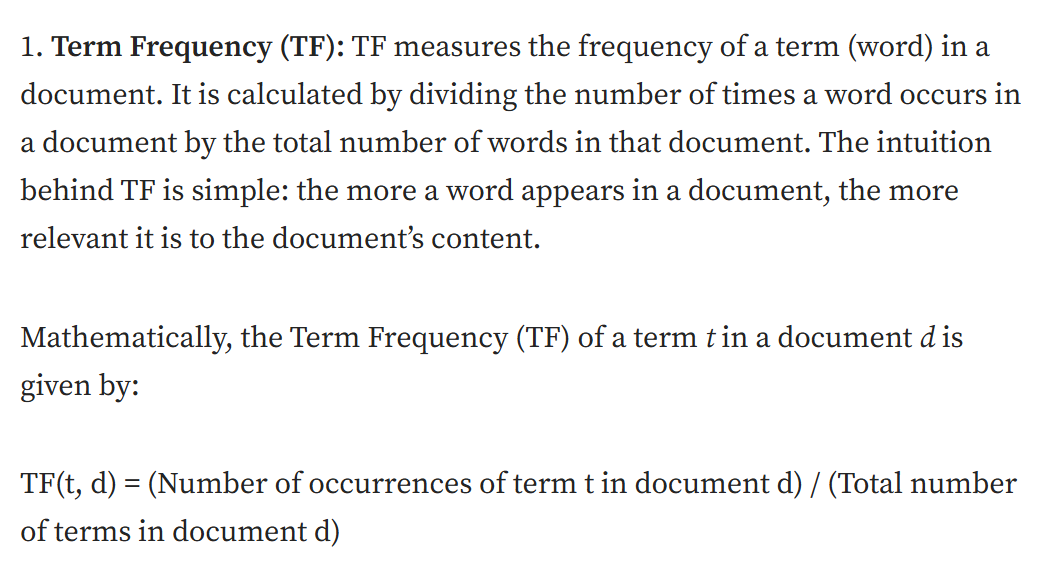 1. Term Frequency (TF): TF measures the frequency of a term (word) in a
document. It is calculated by dividing the number of times a word occurs in
a document by the total number of words in that document. The intuition
behind TF is simple: the more a word appears in a document, the more
relevant it is to the document’s content.
Mathematically, the Term Frequency (TF) of a term t in a document d is
given by:
TF(t, d) = (Number of occurrences of term t in document d) / (Total number
of terms in document d)